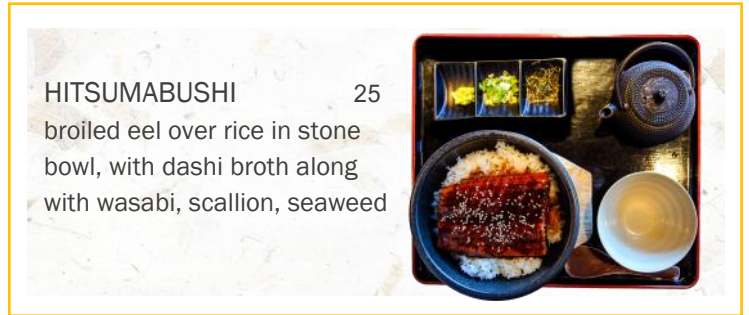 HITSUMABUSHI 25
broiled eel over rice in stone
bowl, with dashi broth along
with wasabi, scallion, seaweed